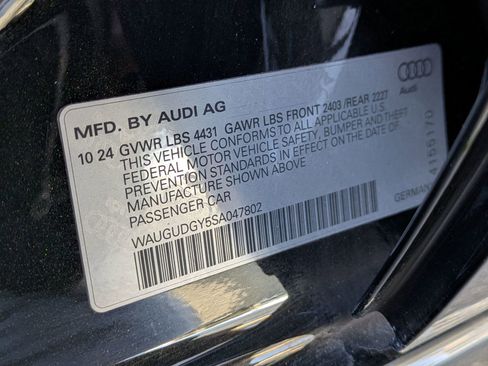 MFD. BY AUDI AG
Audi
10 24 GVWR LBS 4431 GAWR LBS FRONT 2403 /REAR 2227
THIS VEHICLE CONFORMS TO ALL APPLICABLE U.S.
FEDERAL MOTOR VEHICLE SAFETY, BUMPER AND THEFT
PREVENTION STANDARDS IN EFFECT ON THE DATE OF
MANUFACTURE SHOWN ABOVE
PASSENGER CAR
GERMANY
WAUGUDGY5SA047802
4155170